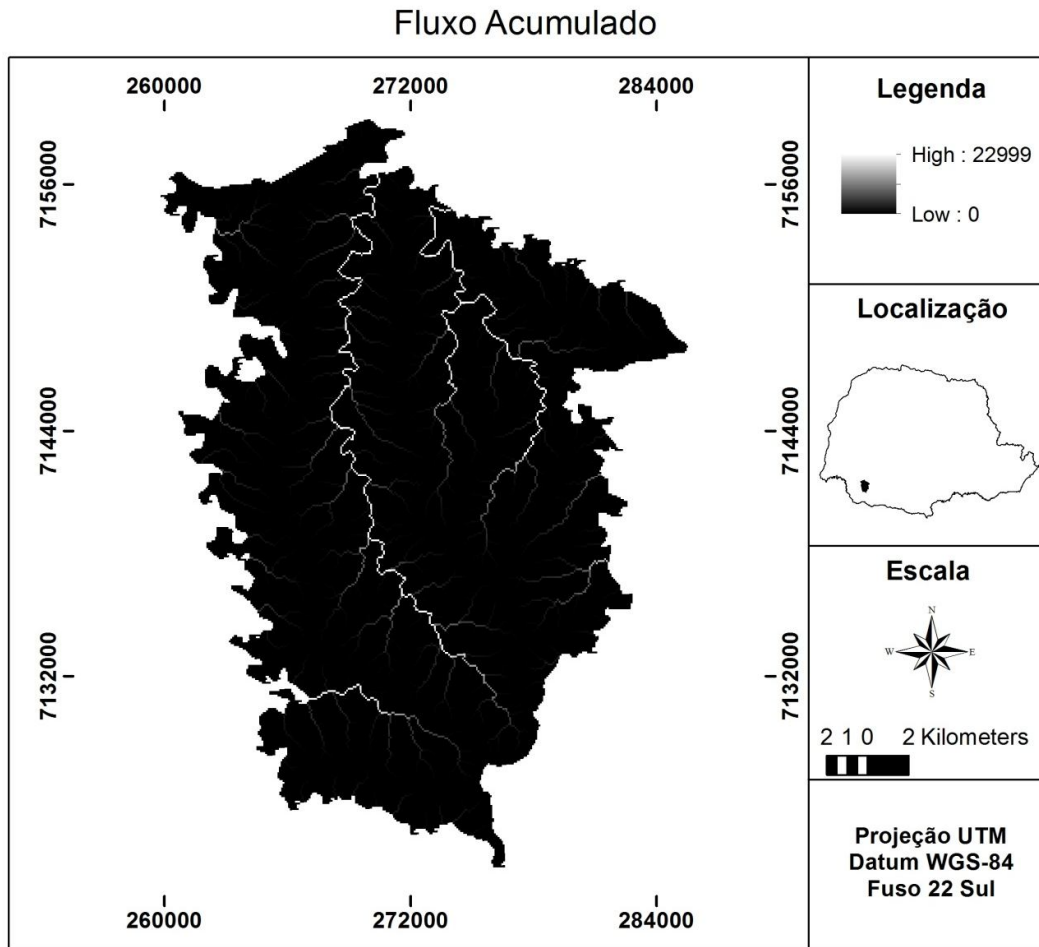 Fluxo Acumulado
260000 272000 284000
7156000 7156000
7144000 7144000
7132000 7132000
260000 272000 284000
Legenda
High : 22999
Low : 0
Localização
Escala
N
W E
S
2 1 0 2 Kilometers
Projeção UTM
Datum WGS-84
Fuso 22 Sul